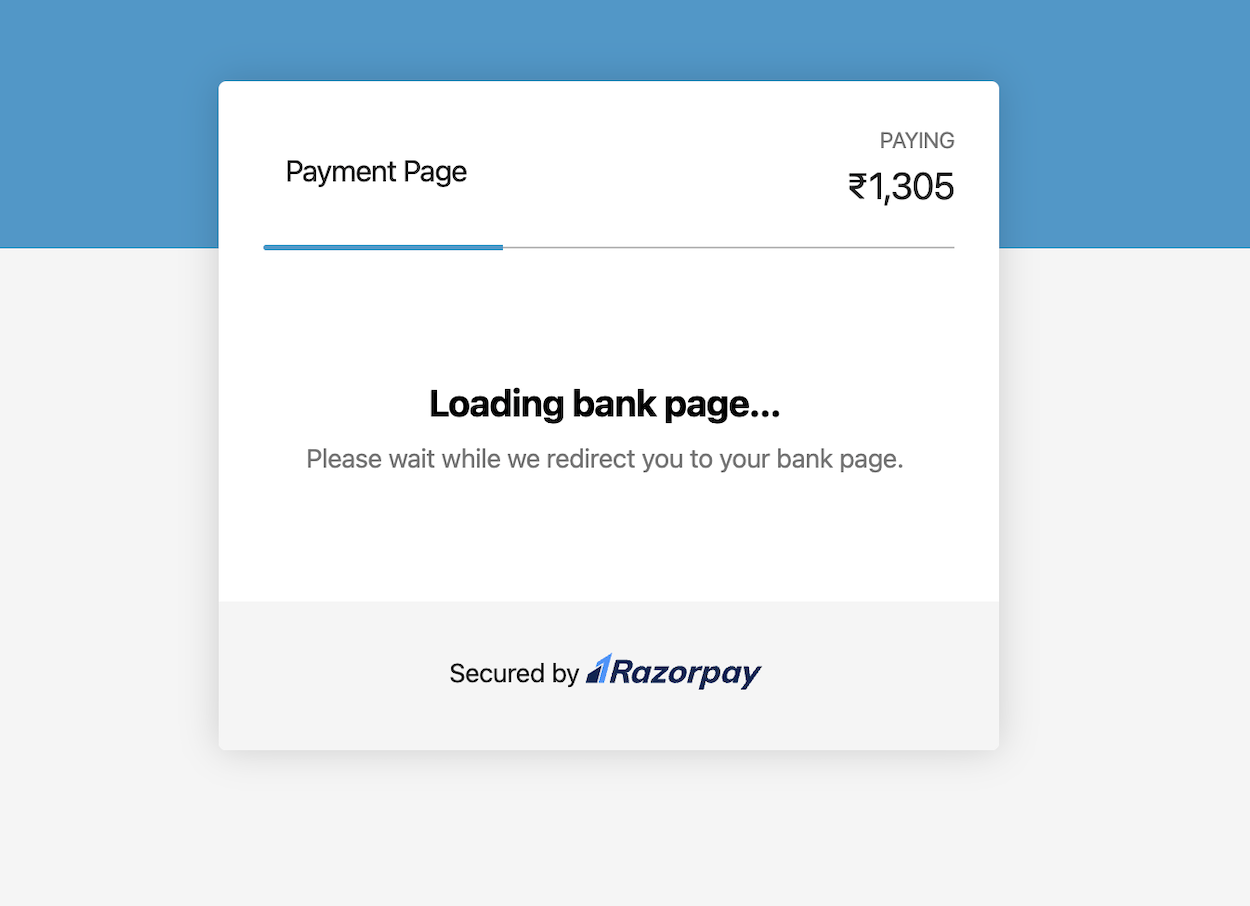 Payment Page
PAYING
₹1,305
Loading bank page...
Please wait while we redirect you to your bank page.
Secured by Razorpay